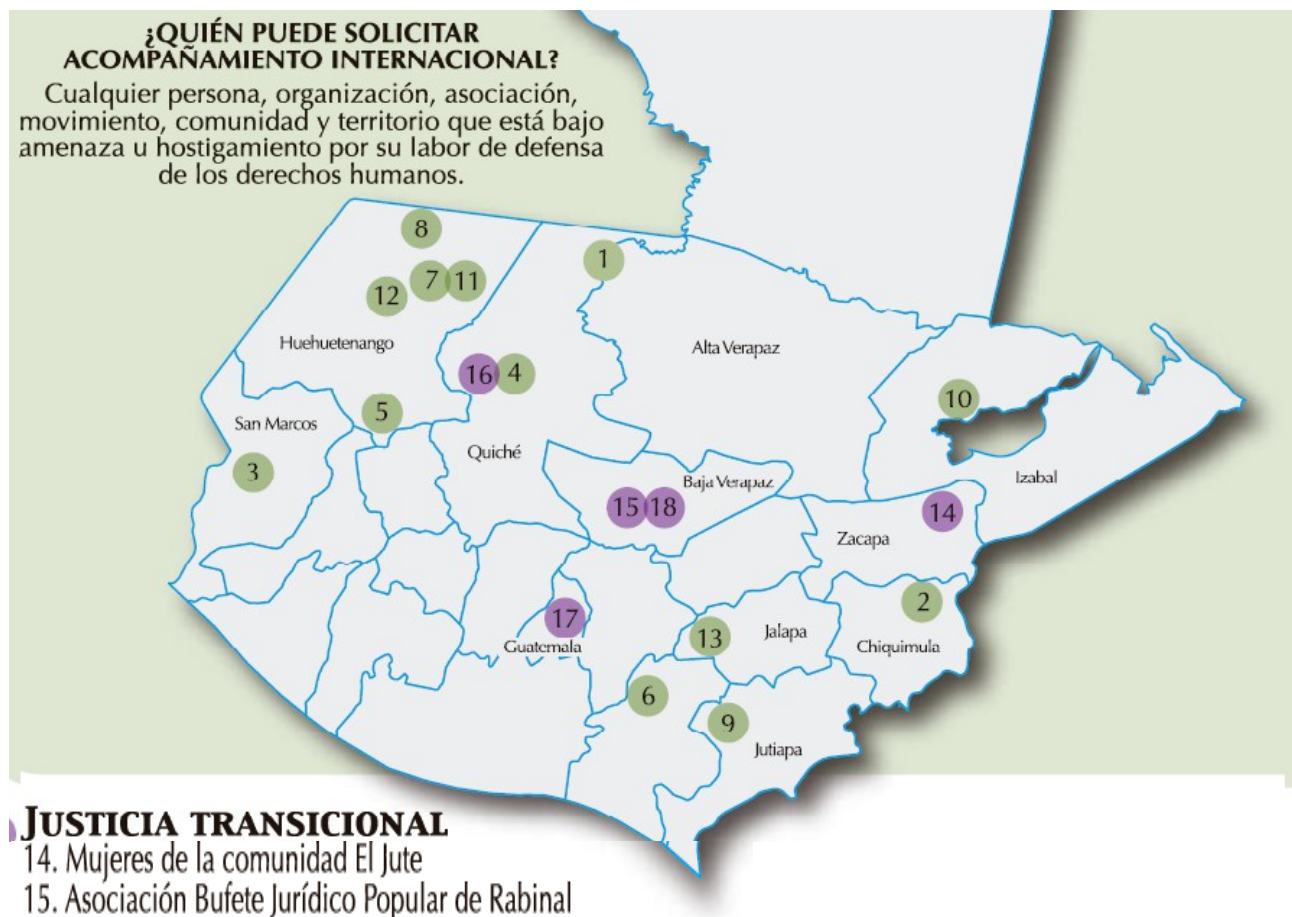 ¿QUIÉN PUEDE SOLICITAR
ACOMPAÑAMIENTO INTERNACIONAL?
Cualquier persona, organización, asociación,
movimiento, comunidad y territorio que está bajo
amenaza u hostigamiento por su labor de defensa
de los derechos humanos.
8
1
7 11
12
Huehuetenango
Alta Verapaz
16 4
10
5
San Marcos
Quiché
3
Baja Verapaz
Izabal
15 18
14
Zacapa
2
17
13
Jalapa
Guatemala
Chiquimula
6
9
Jutiapa
JUSTICIA TRANSICIONAL
14. Mujeres de la comunidad El Jute
15. Asociación Bufete Jurídico Popular de Rabinal